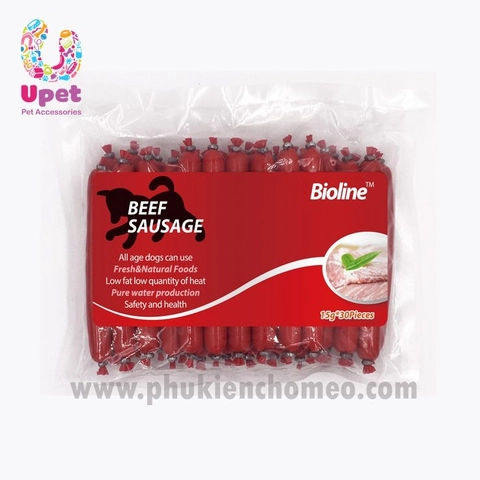 Upet
Pet Accessories
Bioline™
BEEF
SAUSAGE
All age dogs can use
Fresh&Natural Foods
Low fat low quantity of heat
Pure water production
Safety and health
15g*30Pieces
www.phukienchomeo.com